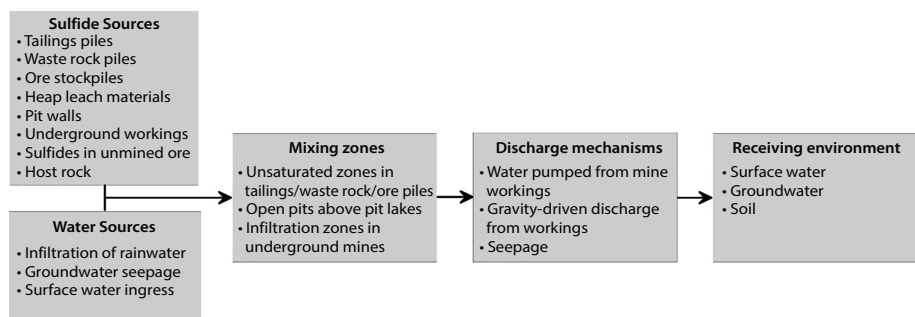 Sulfide Sources
• Tailings piles
• Waste rock piles
• Ore stockpiles
• Heap leach materials
• Pit walls
• Underground workings
• Sulfides in unmined ore
• Host rock
Water Sources
• Infiltration of rainwater
• Groundwater seepage
• Surface water ingress
Mixing zones
• Unsaturated zones in
tailings/waste rock/ore piles
• Open pits above pit lakes
• Infiltration zones in
underground mines
Discharge mechanisms
• Water pumped from mine
workings
• Gravity-driven discharge
from workings
• Seepage
Receiving environment
• Surface water
• Groundwater
• Soil